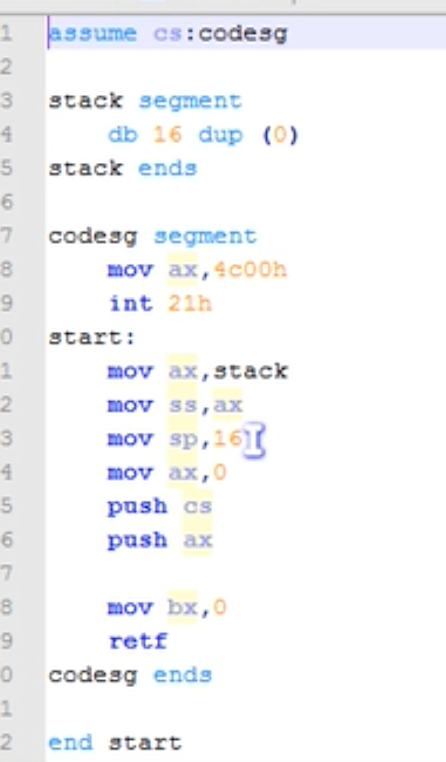 1 assume cs:codesg
2
3 stack segment
4     db 16 dup (0)
5 stack ends
6
7 codesg segment
8     mov ax,4c00h
9     int 21h
0 start:
1     mov ax,stack
2     mov ss,ax
3     mov sp,16
4     mov ax,0
5     push cs
6     push ax
7
8     mov bx,0
9     retf
0 codesg ends
1
2 end start